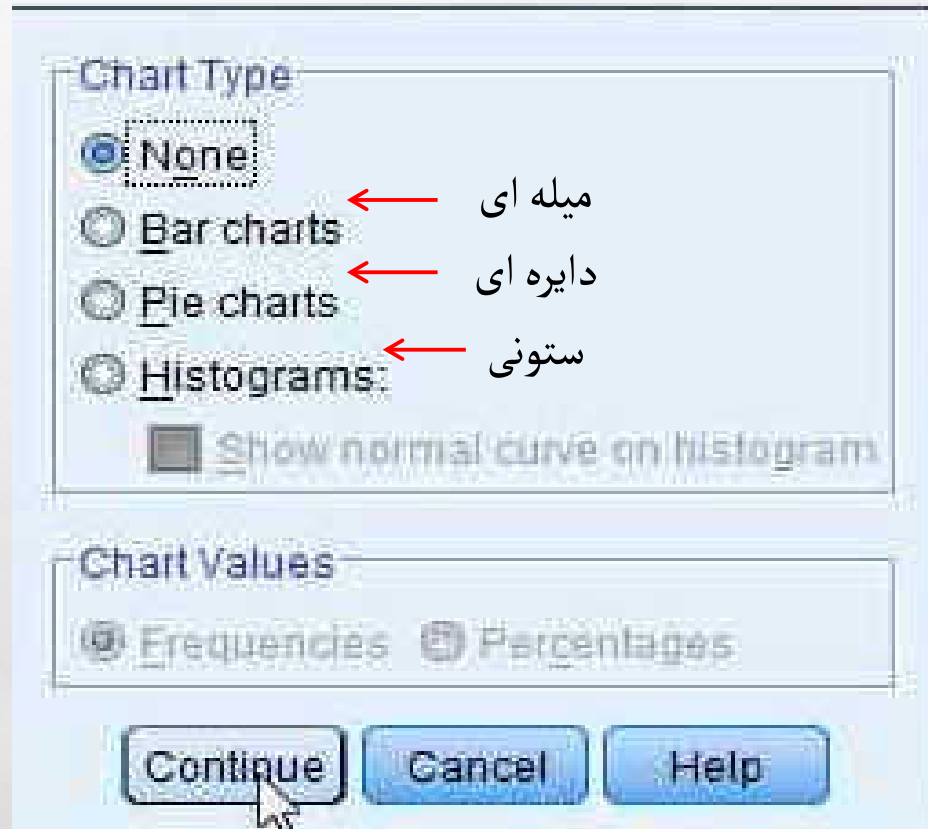 Chart Type
None
میله ای
Bar charts
دایره ای
Pie charts
ستونی
Histograms:
Show normal curve on histogram
Chart Values
Frequencies Percentages
Continue Cancel Help